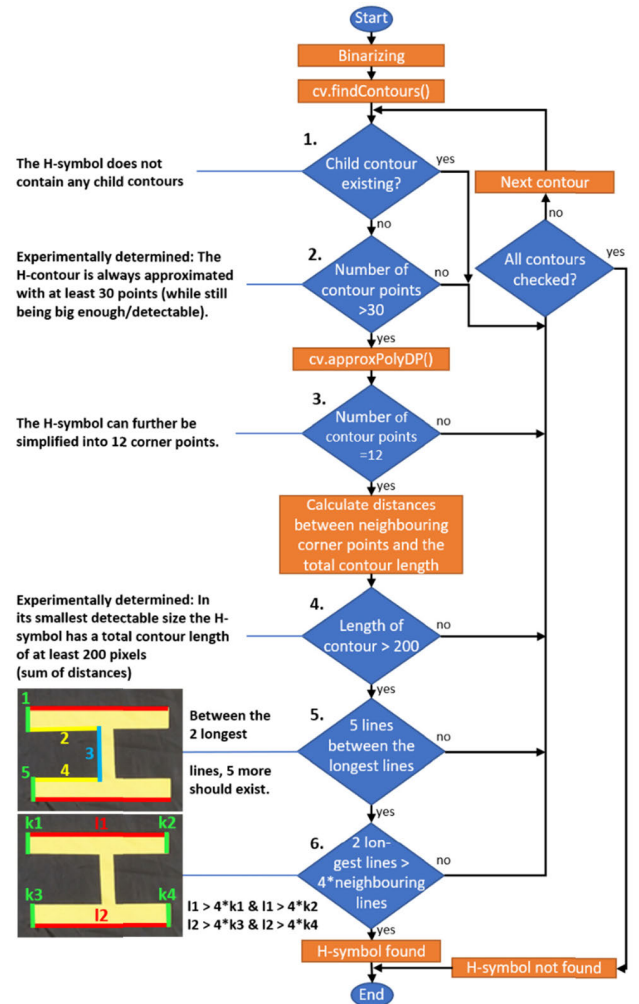 Start
Binarizing
cv.findContours()
1.
Child contour
existing?
yes
no
The H-symbol does not
contain any child contours
Next contour
no
All contours
checked?
yes
2.
Number of
contour points
>30
no
yes
Experimentally determined: The
H-contour is always approximated
with at least 30 points (while still
being big enough/detectable).
cv.approxPolyDP()
3.
Number of
contour points
=12
no
yes
The H-symbol can further be
simplified into 12 corner points.
Calculate distances
between neighbouring
corner points and the
total contour length
4.
Length of
contour > 200
no
yes
Experimentally determined: In
its smallest detectable size the H-
symbol has a total contour length
of at least 200 pixels
(sum of distances)
5.
5 lines
between the
longest lines
no
yes
1
2
3
4
5
Between the
2 longest
lines, 5 more
should exist.
6.
2 lon-
gest lines >
4*neighbouring
lines
no
yes
k1
l1
k2
k3
l2
k4
l1 > 4*k1 & l1 > 4*k2
l2 > 4*k3 & l2 > 4*k4
H-symbol found
H-symbol not found
End